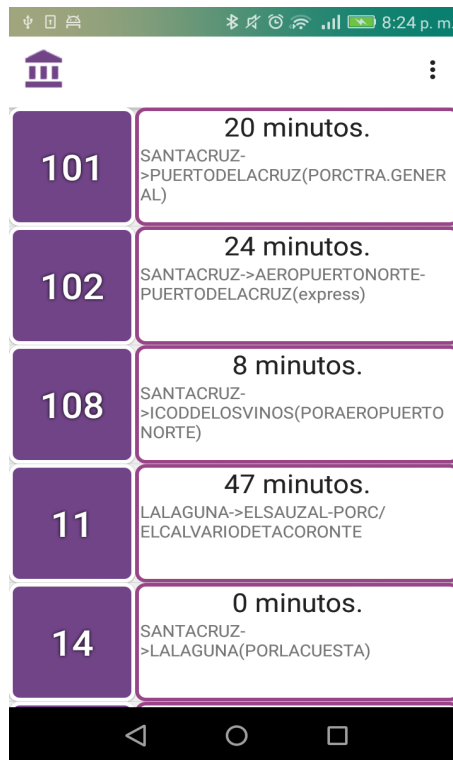 8:24 p. m.
101
20 minutos.
SANTACRUZ-
>PUERTODELACRUZ(PORCTRA.GENER
AL)
102
24 minutos.
SANTACRUZ->AEROPUERTONORTE-
PUERTODELACRUZ(express)
108
8 minutos.
SANTACRUZ-
>ICODDELOSVINOS(PORAEROPUERTO
NORTE)
11
47 minutos.
LALAGUNA->ELSAUZAL-PORC/
ELCALVARIODETACORONTE
14
0 minutos.
SANTACRUZ-
>LALAGUNA(PORLACUESTA)